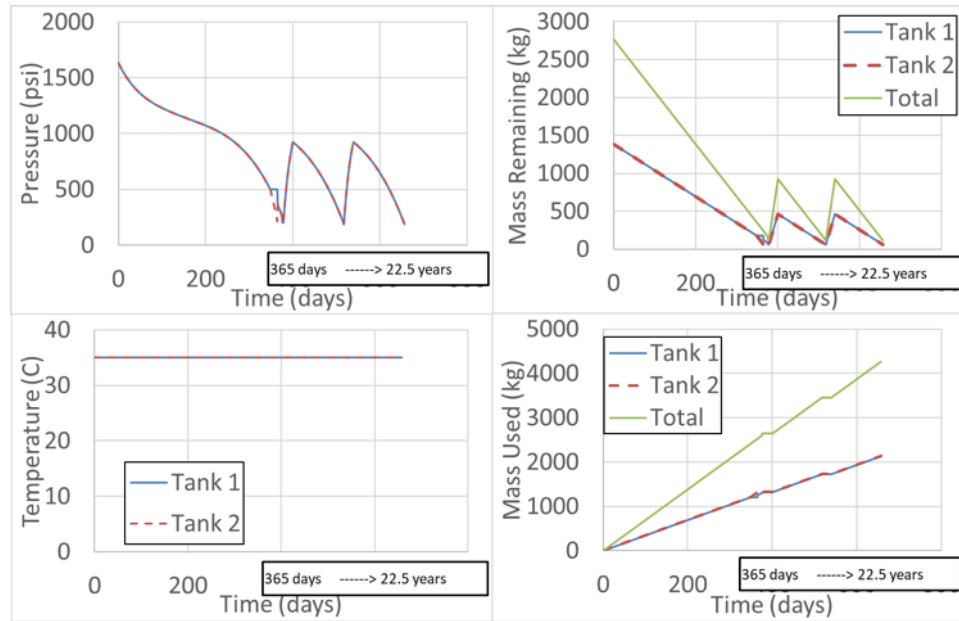 2000
1500
1000
500
0
Pressure (psi)
0
200
365 days ------> 22.5 years
Time (days)
3000
2500
2000
1500
1000
500
0
Mass Remaining (kg)
Tank 1
Tank 2
Total
0
200
365 days ------> 22.5 years
Time (days)
40
30
20
10
0
Temperature (C)
Tank 1
Tank 2
0
200
365 days ------> 22.5 years
Time (days)
5000
4000
3000
2000
1000
0
Mass Used (kg)
Tank 1
Tank 2
Total
0
200
365 days ------> 22.5 years
Time (days)